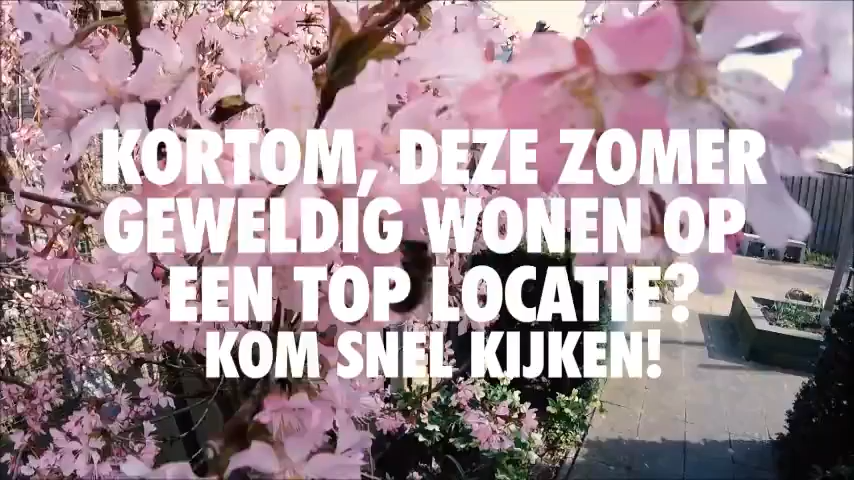 KORTOM, DEZE ZOMER
GEWELDIG WONEN OP
EEN TOP LOCATIE?
KOM SNEL KIJKEN!